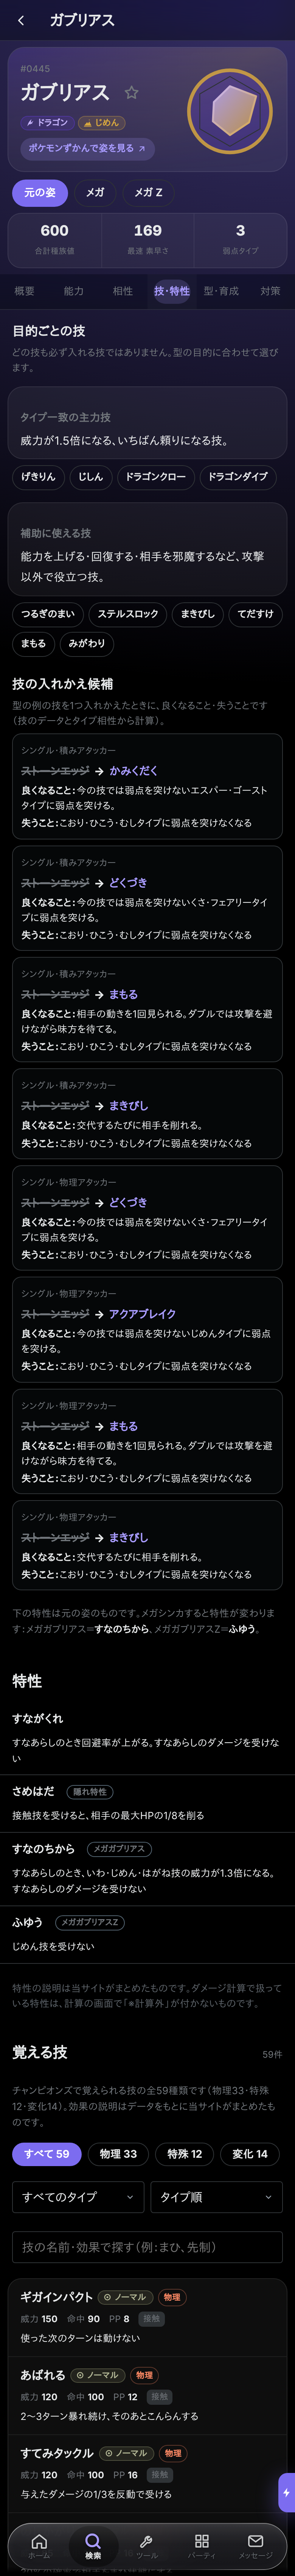 ガブリアス
#0445
ガブリアス
ドラゴン じめん
ポケモンずかんで姿を見る ↗
元の姿 メガ メガ Z
600 169 3
合計種族値 最速 素早さ 弱点タイプ
概要 能力 相性 技・特性 型・育成 対策
目的ごとの技
どの技も必ず入れる技ではありません。型の目的に合わせて選び
ます。
タイプ一致の主力技
威力が1.5倍になる、いちばん頼りになる技。
げきりん じしん ドラゴンクロー ドラゴンダイブ
補助に使える技
能力を上げる・回復する・相手を邪魔するなど、攻撃
以外で役立つ技。
つるぎのまい ステルスロック まきびし てだすけ
まもる みがわり
技の入れかえ候補
型の例の技を1つ入れかえたときに、良くなること・失うことです
（技のデータとタイプ相性から計算）。
シングル・積みアタッカー
ストーンエッジ → かみくだく
良くなること：今の技では弱点を突けないエスパー・ゴースト
タイプに弱点を突ける。
失うこと：こおり・ひこう・むしタイプに弱点を突けなくなる
シングル・積みアタッカー
ストーンエッジ → どくづき
良くなること：今の技では弱点を突けないくさ・フェアリータイ
プに弱点を突ける。
失うこと：こおり・ひこう・むしタイプに弱点を突けなくなる
シングル・積みアタッカー
ストーンエッジ → まもる
良くなること：相手の動きを1回見られる。ダブルでは攻撃を避
けながら味方を待てる。
失うこと：こおり・ひこう・むしタイプに弱点を突けなくなる
シングル・積みアタッカー
ストーンエッジ → まきびし
良くなること：交代するたびに相手を削れる。
失うこと：こおり・ひこう・むしタイプに弱点を突けなくなる
シングル・物理アタッカー
ストーンエッジ → どくづき
良くなること：今の技では弱点を突けないくさ・フェアリータイ
プに弱点を突ける。
失うこと：こおり・ひこう・むしタイプに弱点を突けなくなる
シングル・物理アタッカー
ストーンエッジ → アクアブレイク
良くなること：今の技では弱点を突けないじめんタイプに弱点
を突ける。
失うこと：こおり・ひこう・むしタイプに弱点を突けなくなる
シングル・物理アタッカー
ストーンエッジ → まもる
良くなること：相手の動きを1回見られる。ダブルでは攻撃を避
けながら味方を待てる。
失うこと：こおり・ひこう・むしタイプに弱点を突けなくなる
シングル・物理アタッカー
ストーンエッジ → まきびし
良くなること：交代するたびに相手を削れる。
失うこと：こおり・ひこう・むしタイプに弱点を突けなくなる
下の特性は元の姿のものです。メガシンカすると特性が変わりま
す：メガガブリアス＝すなのちから、メガガブリアスZ＝ふゆう。
特性
すながくれ
すなあらしのとき回避率が上がる。すなあらしのダメージを受けな
い
さめはだ 隠れ特性
接触技を受けると、相手の最大HPの1/8を削る
すなのちから メガガブリアス
すなあらしのとき、いわ・じめん・はがね技の威力が1.3倍になる。
すなあらしのダメージを受けない
ふゆう メガガブリアスZ
じめん技を受けない
特性の説明は当サイトがまとめたものです。ダメージ計算で扱って
いる特性は、計算の画面で「※計算外」が付かないものです。
覚える技 59件
チャンピオンズで覚えられる技の全59種類です（物理33・特殊
12・変化14）。効果の説明はデータをもとに当サイトがまとめたも
のです。
すべて 59 物理 33 特殊 12 変化 14
すべてのタイプ タイプ順
技の名前・効果で探す（例：まひ、先制）
ギガインパクト ノーマル 物理
威力 150 命中 90 PP 8 接触
使った次のターンは動けない
あばれる ノーマル 物理
威力 120 命中 100 PP 12 接触
2〜3ターン暴れ続け、そのあとこんらんする
すてみタックル ノーマル 物理
威力 120 命中 100 PP 16 接触
与えたダメージの1/3を反動で受ける
ホーム 検索 ツール パーティ メッセージ